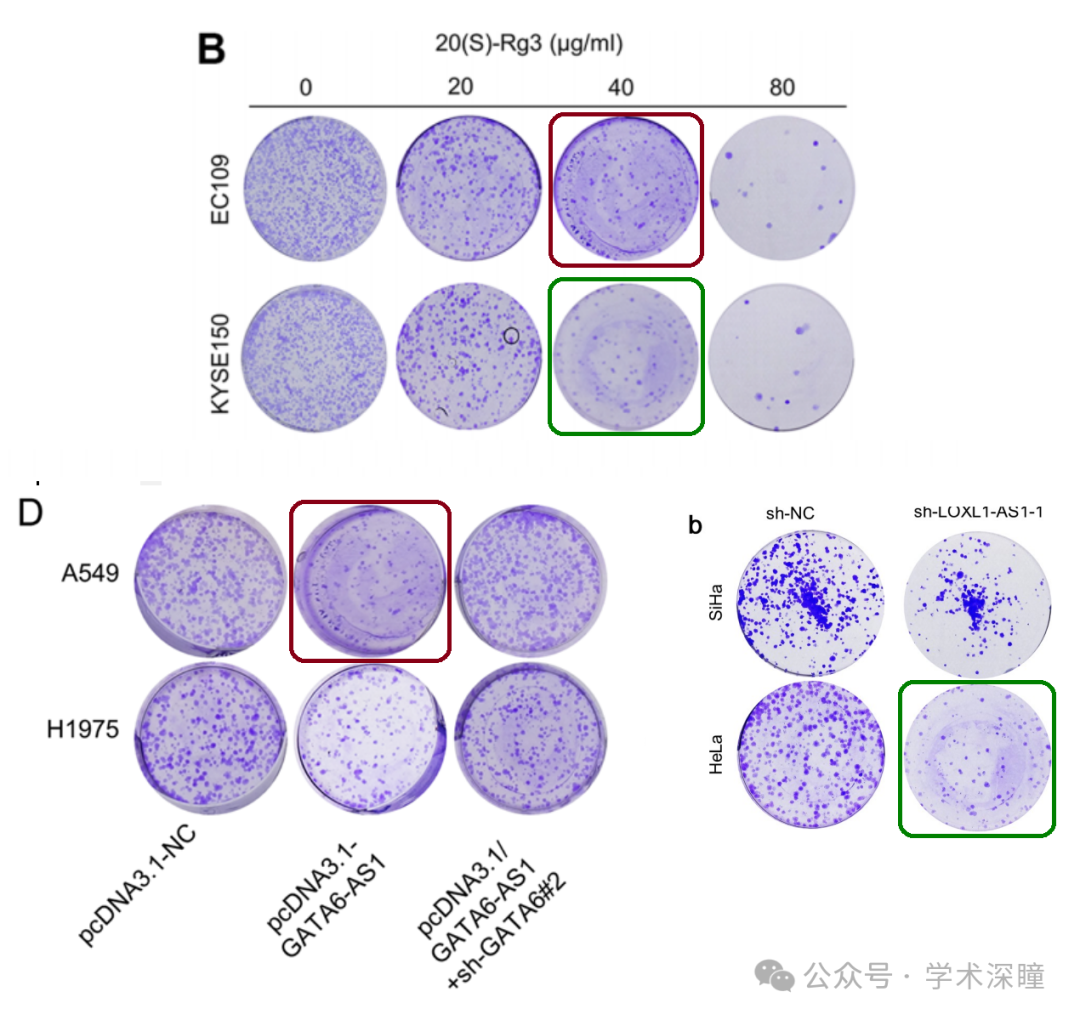 B
20(S)-Rg3 (μg/ml)
0 20 40 80
EC109
KYSE150
D
A549
H1975
pcDNA3.1-NC
pcDNA3.1-
GATA6-AS1
pcDNA3.1/
GATA6-AS1
+sh-GATA6#2
b
sh-NC sh-LOXL1-AS1-1
SiHa
HeLa
公众号 · 学术深瞳